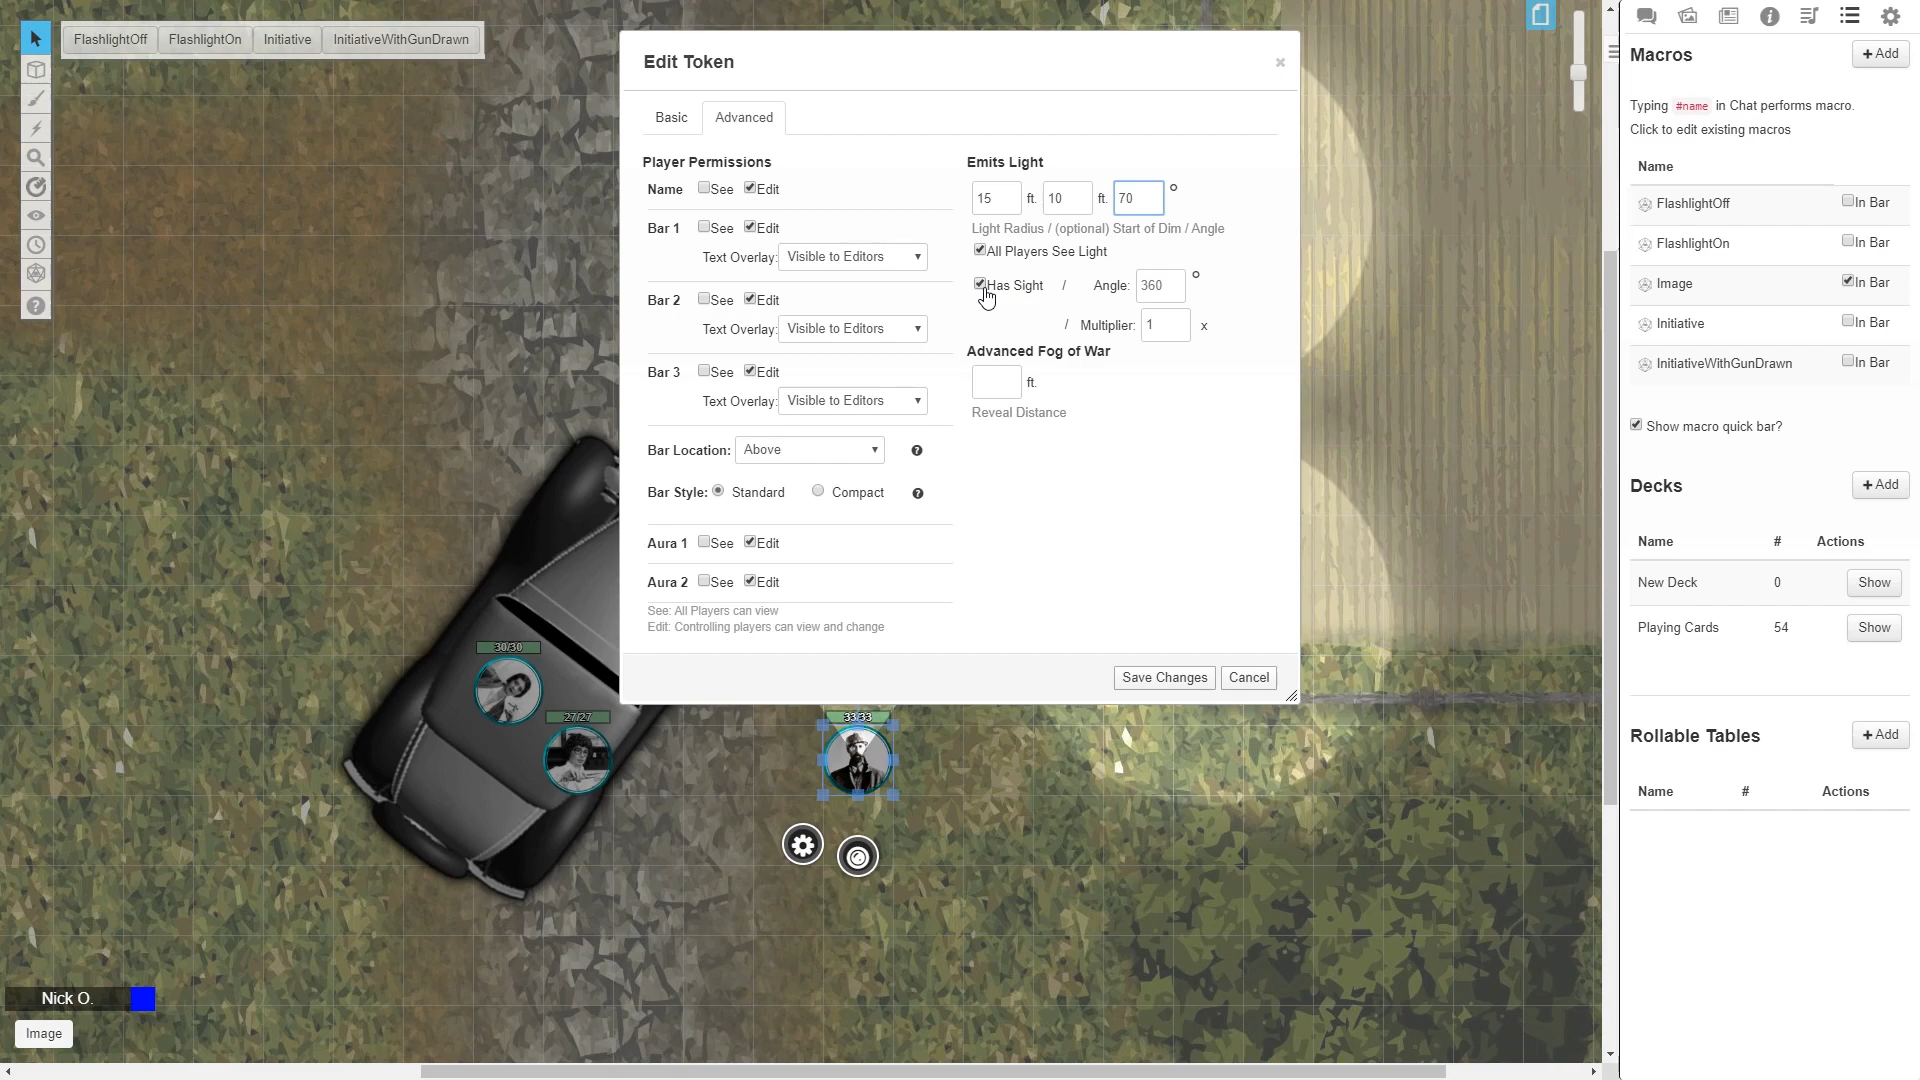 FlashlightOff FlashlightOn Initiative InitiativeWithGunDrawn
Edit Token ×
Basic Advanced
Player Permissions
Name See Edit
Bar 1 See Edit
Text Overlay: Visible to Editors
Bar 2 See Edit
Text Overlay: Visible to Editors
Bar 3 See Edit
Text Overlay: Visible to Editors
Bar Location: Above
Bar Style: Standard Compact
Aura 1 See Edit
Aura 2 See Edit
See: All Players can view
Edit: Controlling players can view and change
Emits Light
15 ft. 10 ft. 70 °
Light Radius / (optional) Start of Dim / Angle
All Players See Light
Has Sight / Angle: 360 °
/ Multiplier: 1 x
Advanced Fog of War
ft.
Reveal Distance
Save Changes Cancel
30/30
27/27
33/33
Nick O.
Image
Macros + Add
Typing #name in Chat performs macro.
Click to edit existing macros
Name
FlashlightOff In Bar
FlashlightOn In Bar
Image In Bar
Initiative In Bar
InitiativeWithGunDrawn In Bar
Show macro quick bar?
Decks + Add
Name # Actions
New Deck 0 Show
Playing Cards 54 Show
Rollable Tables + Add
Name # Actions